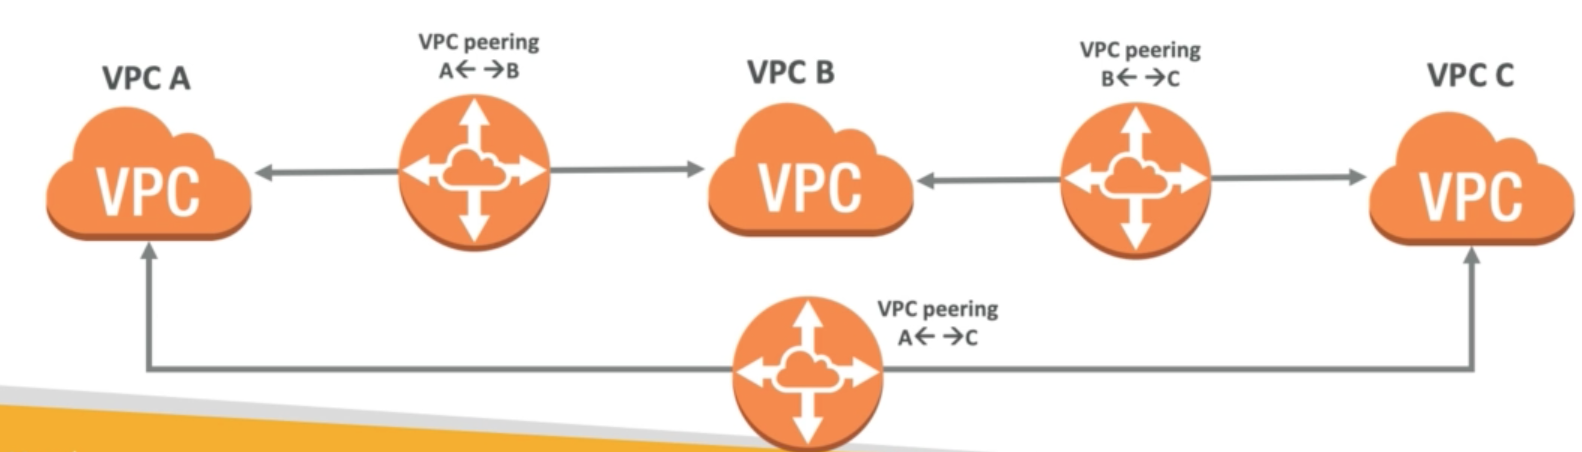 VPC A
VPC
VPC peering
A← →B
VPC B
VPC
VPC peering
B← →C
VPC C
VPC
VPC peering
A← →C